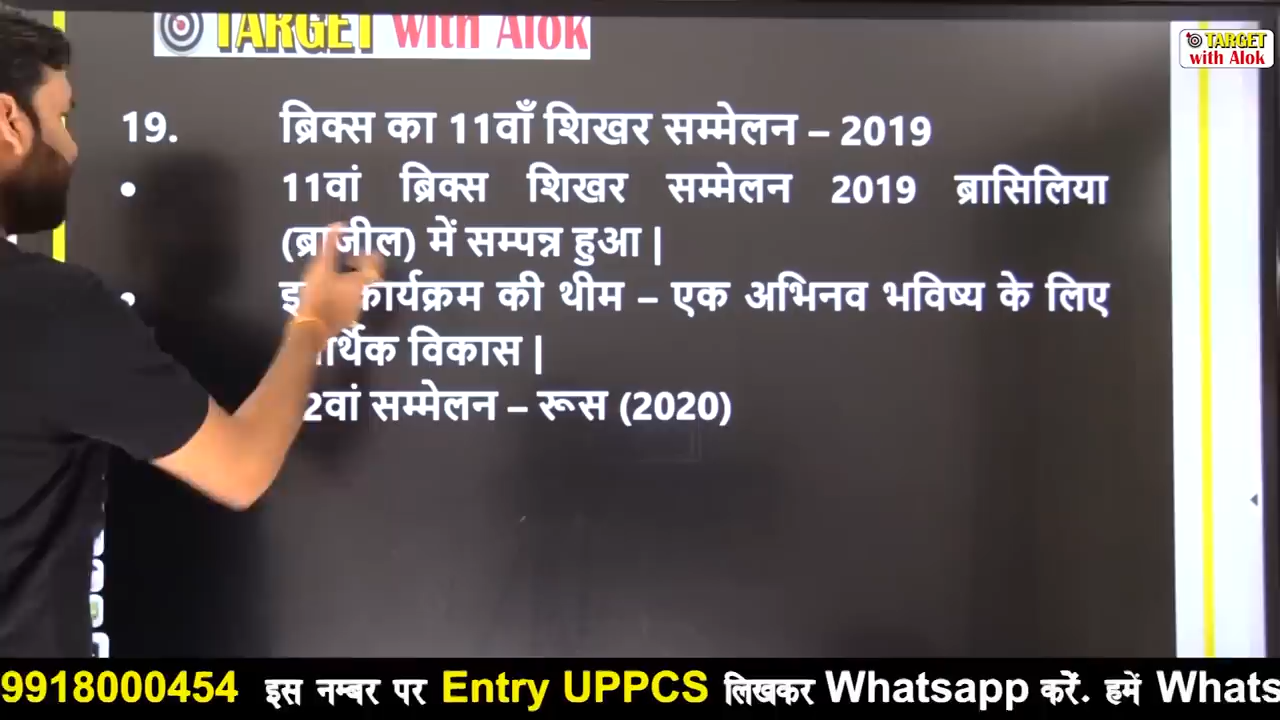 TARGET with Alok
TARGET
with Alok
19. ब्रिक्स का 11वाँ शिखर सम्मेलन – 2019
• 11वां ब्रिक्स शिखर सम्मेलन 2019 ब्रासिलिया
(ब्राजील) में सम्पन्न हुआ |
• कार्यक्रम की थीम – एक अभिनव भविष्य के लिए
विकास |
2वां सम्मेलन – रूस (2020)
9918000454 इस नम्बर पर Entry UPPCS लिखकर Whatsapp करें. हमें Whats